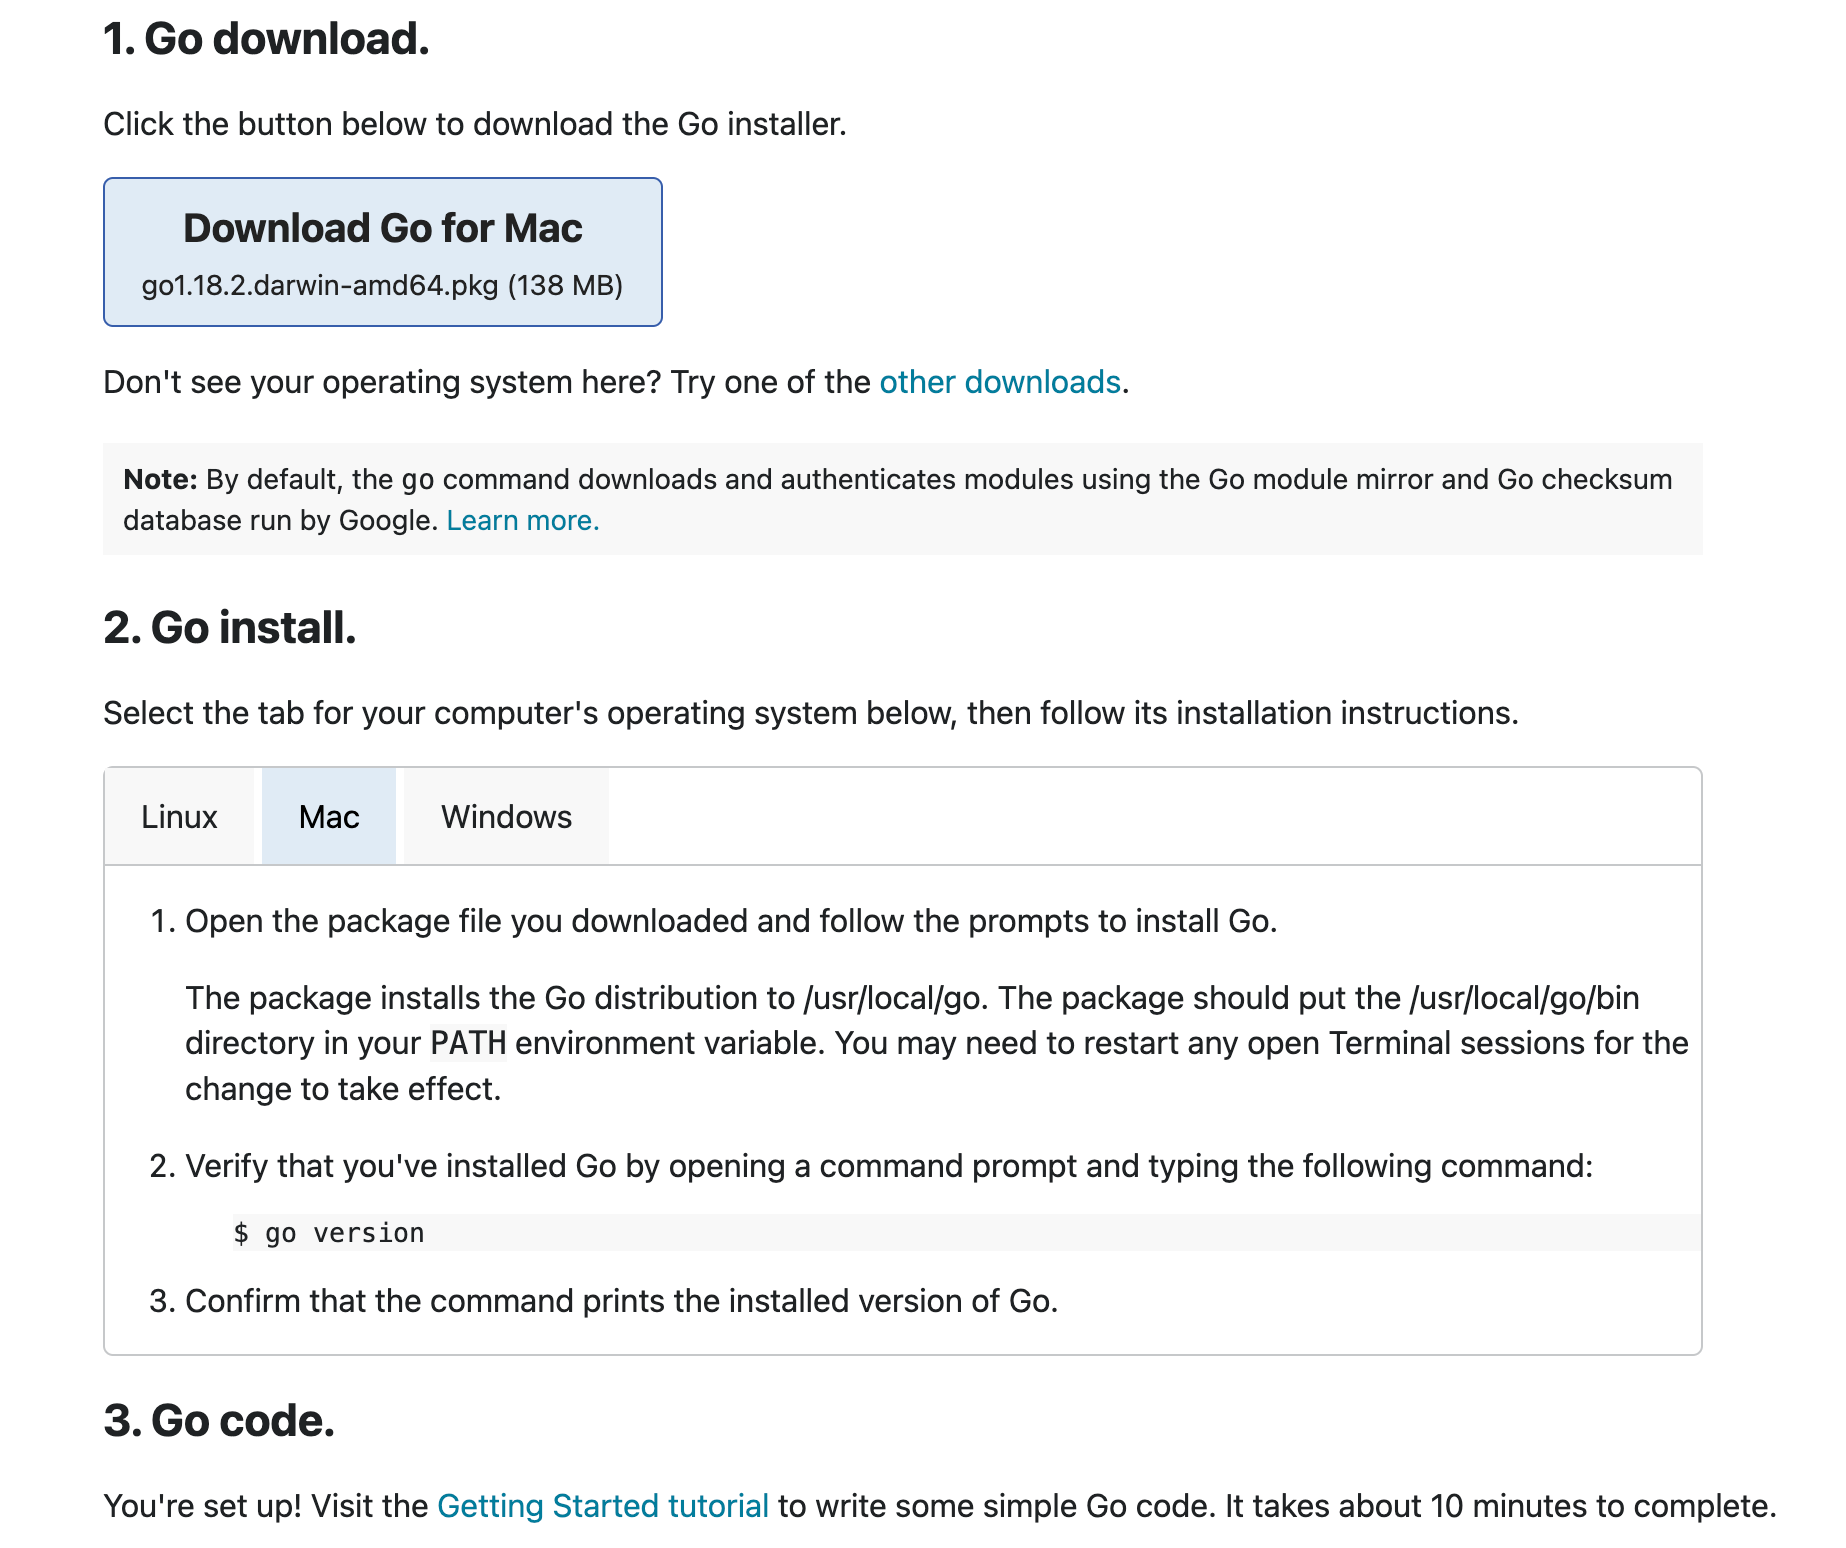 1. Go download.
Click the button below to download the Go installer.
Download Go for Mac
go1.18.2.darwin-amd64.pkg (138 MB)
Don't see your operating system here? Try one of the other downloads.
Note: By default, the go command downloads and authenticates modules using the Go module mirror and Go checksum
database run by Google. Learn more.
2. Go install.
Select the tab for your computer's operating system below, then follow its installation instructions.
Linux Mac Windows
1. Open the package file you downloaded and follow the prompts to install Go.
The package installs the Go distribution to /usr/local/go. The package should put the /usr/local/go/bin
directory in your PATH environment variable. You may need to restart any open Terminal sessions for the
change to take effect.
2. Verify that you've installed Go by opening a command prompt and typing the following command:
$ go version
3. Confirm that the command prints the installed version of Go.
3. Go code.
You're set up! Visit the Getting Started tutorial to write some simple Go code. It takes about 10 minutes to complete.